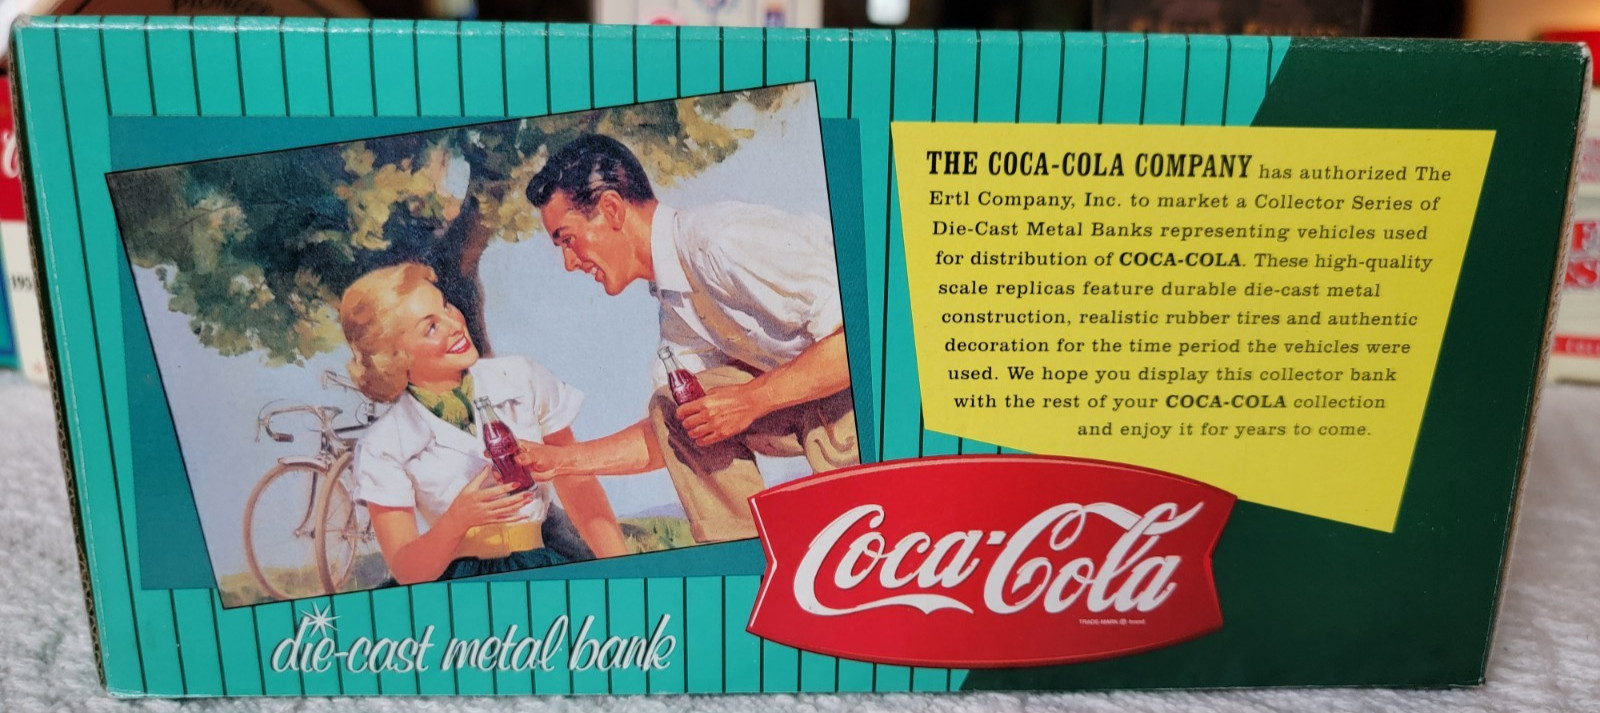 PIONEER
195
THE COCA-COLA COMPANY has authorized The
Ertl Company, Inc. to market a Collector Series of
Die-Cast Metal Banks representing vehicles used
for distribution of COCA-COLA. These high-quality
scale replicas feature durable die-cast metal
construction, realistic rubber tires and authentic
decoration for the time period the vehicles were
used. We hope you display this collector bank
with the rest of your COCA-COLA collection
and enjoy it for years to come.
Coca-Cola
TRADE MARK ®
die-cast metal bank